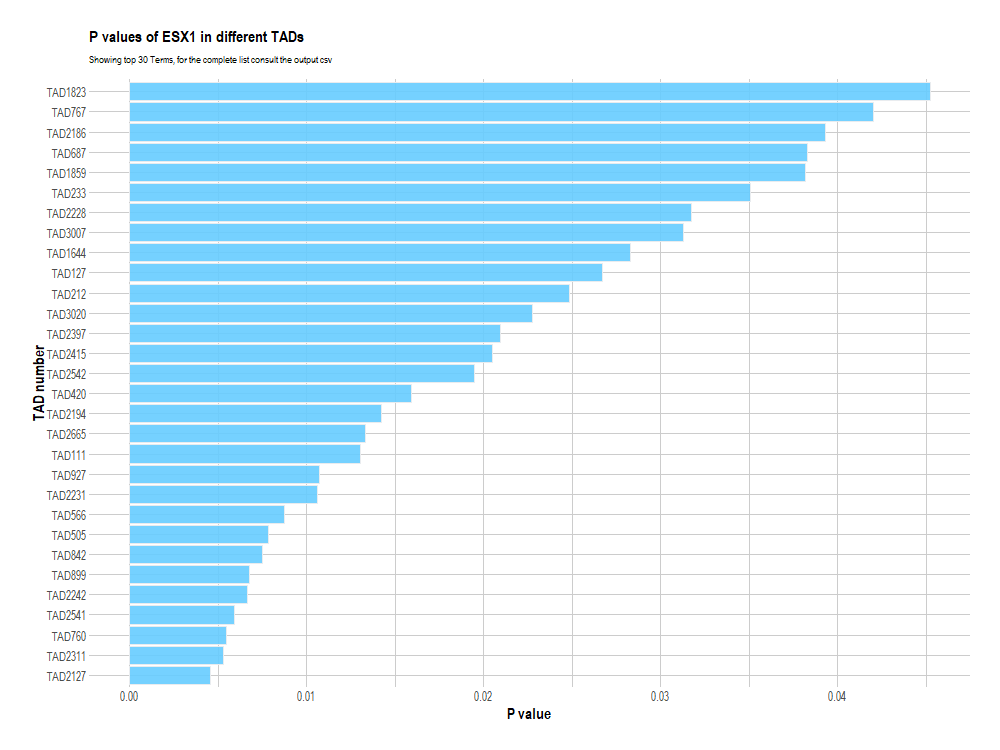 P values of ESX1 in different TADs
Showing top 30 Terms, for the complete list consult the output csv
TAD number
TAD1823
TAD767
TAD2186
TAD687
TAD1859
TAD233
TAD2228
TAD3007
TAD1644
TAD127
TAD212
TAD3020
TAD2397
TAD2415
TAD2542
TAD420
TAD2194
TAD2665
TAD111
TAD927
TAD2231
TAD566
TAD505
TAD842
TAD899
TAD2242
TAD2541
TAD760
TAD2311
TAD2127
0.00 0.01 0.02 0.03 0.04
P value